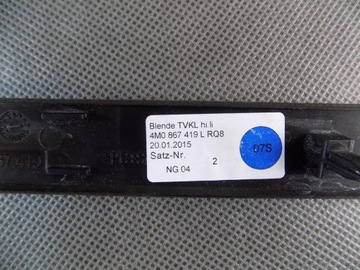 Blende TVKL hi.li
4M0 867 419 L RQ8
20.01.2015
Satz-Nr.
2
07S
NG 04